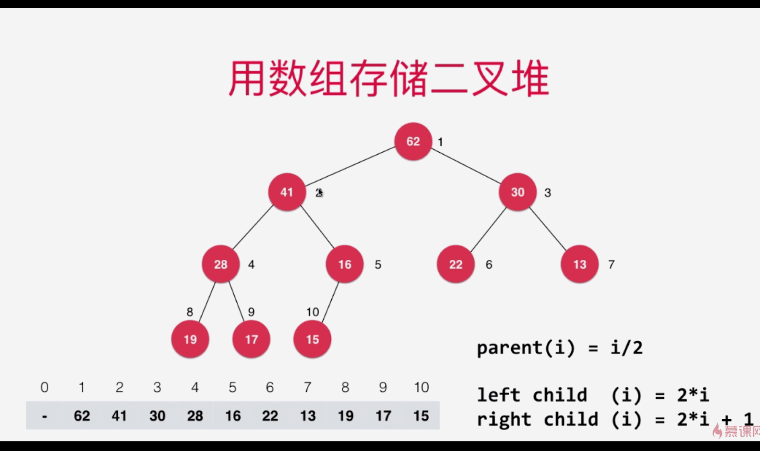 用数组存储二叉堆
62 1
41 2 30 3
28 4 16 5 22 6 13 7
8 9 10
19 17 15
parent(i) = i/2
0 1 2 3 4 5 6 7 8 9 10
left child (i) = 2*i
- 62 41 30 28 16 22 13 19 17 15
right child (i) = 2*i + 1
慕课网